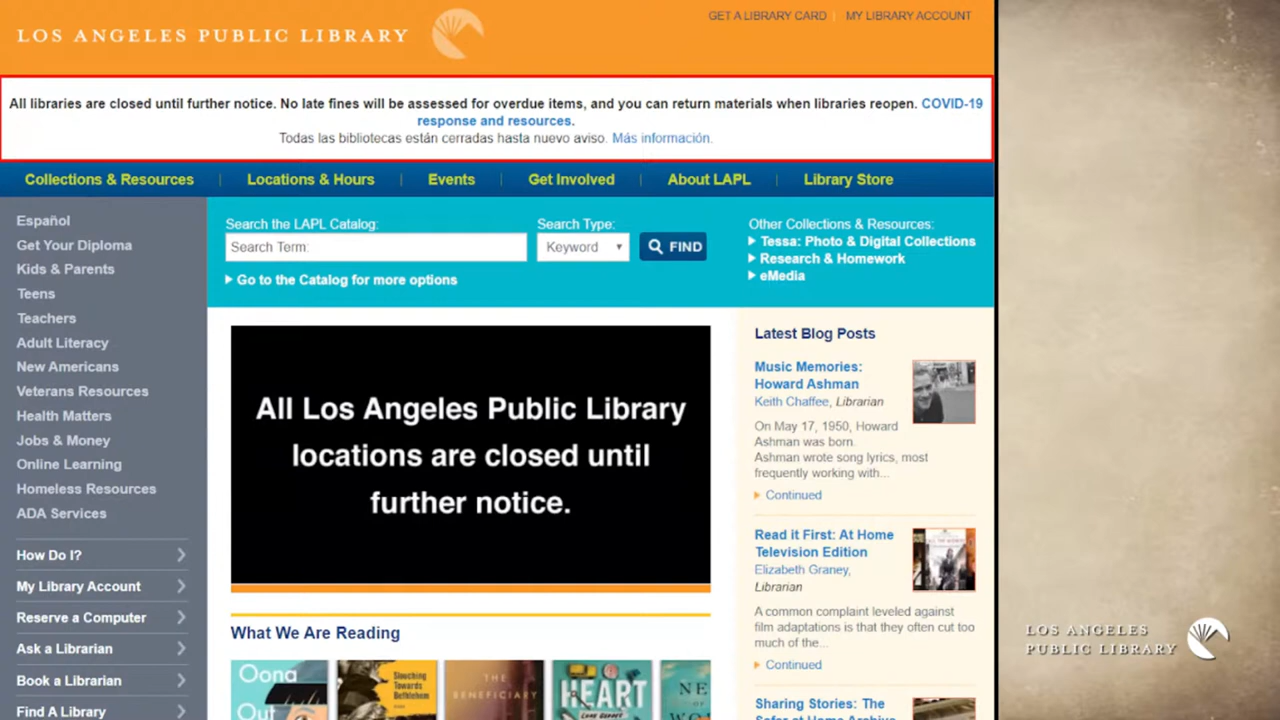 LOS ANGELES PUBLIC LIBRARY
GET A LIBRARY CARD
MY LIBRARY ACCOUNT
All libraries are closed until further notice. No late fines will be assessed for overdue items, and you can return materials when libraries reopen. COVID-19
response and resources.
Todas las bibliotecas están cerradas hasta nuevo aviso. Más información.
Collections & Resources
Locations & Hours
Events
Get Involved
About LAPL
Library Store
Español
Get Your Diploma
Kids & Parents
Teens
Teachers
Adult Literacy
New Americans
Veterans Resources
Health Matters
Jobs & Money
Online Learning
Homeless Resources
ADA Services
How Do I?
My Library Account
Reserve a Computer
Ask a Librarian
Book a Librarian
Find A Library
Search the LAPL Catalog:
Search Term:
Search Type:
Keyword
FIND
Go to the Catalog for more options
Other Collections & Resources:
Tessa: Photo & Digital Collections
Research & Homework
eMedia
All Los Angeles Public Library
locations are closed until
further notice.
What We Are Reading
Oona
Out
Slouching
Towards
Bethlehem
THE
BENEFICIARY
HEART
NE
Latest Blog Posts
Music Memories:
Howard Ashman
Keith Chaffee, Librarian
On May 17, 1950, Howard
Ashman was born.
Ashman wrote song lyrics, most
frequently working with...
Continued
Read it First: At Home
Television Edition
Elizabeth Graney,
Librarian
A common complaint leveled against
film adaptations is that they often cut too
much of the...
Continued
Sharing Stories: The
Safer at Home Archive
LOS ANGELES
PUBLIC LIBRARY